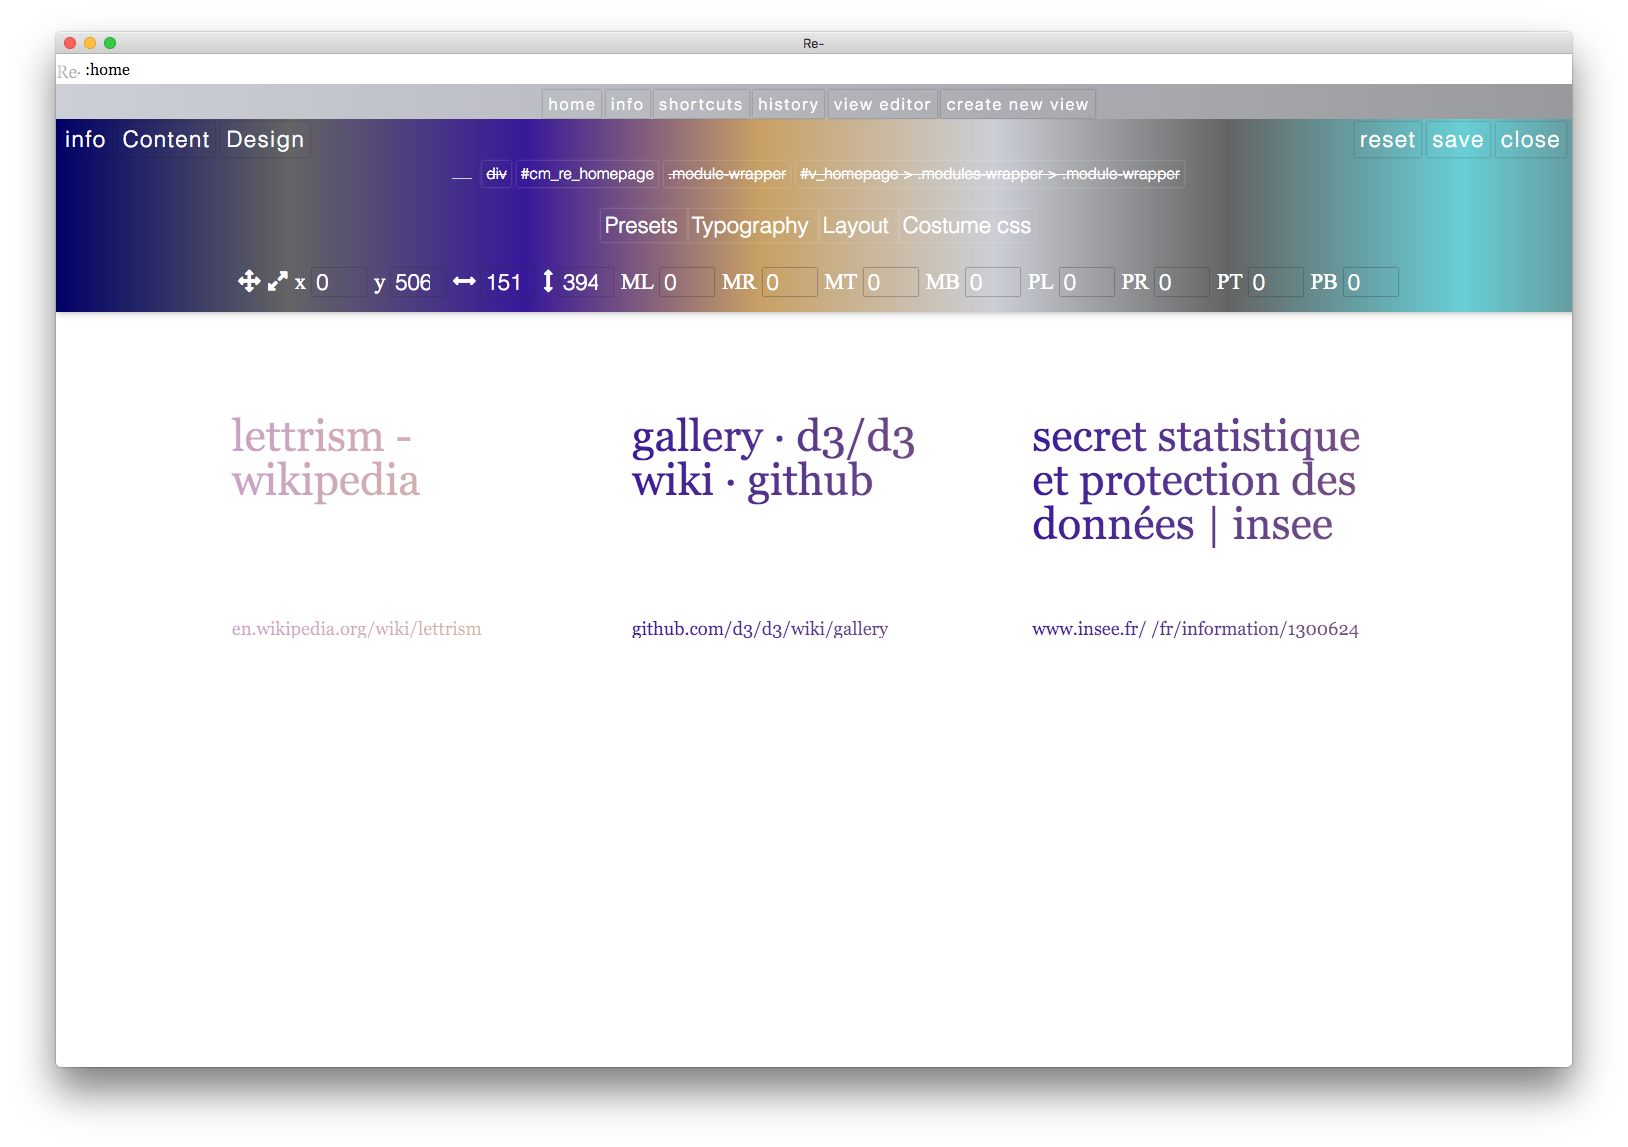 Re-
Re- :home
home info shortcuts history view editor create new view
info Content Design reset save close
div #cm_re_homepage .module-wrapper #v_homepage > .modules-wrapper > .module-wrapper
Presets Typography Layout Costume css
x 0 y 506 151 394 ML 0 MR 0 MT 0 MB 0 PL 0 PR 0 PT 0 PB 0
lettrism -
wikipedia
gallery · d3/d3
wiki · github
secret statistique
et protection des
données | insee
en.wikipedia.org/wiki/lettrism
github.com/d3/d3/wiki/gallery
www.insee.fr/ /fr/information/1300624